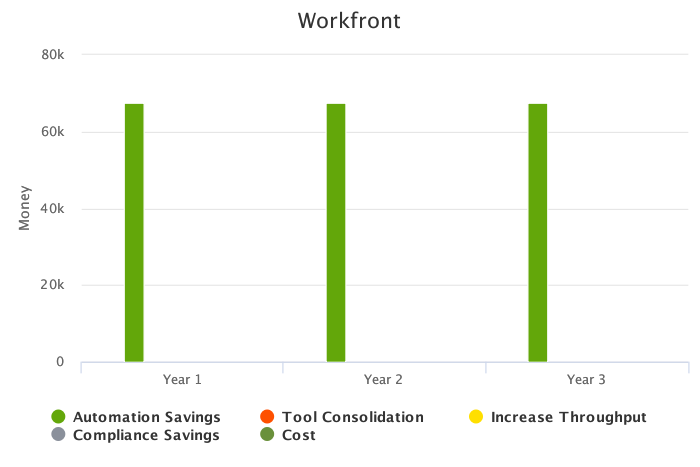 Workfront
80k
60k
40k
20k
0
Money
Year 1 Year 2 Year 3
Automation Savings Tool Consolidation Increase Throughput
Compliance Savings Cost